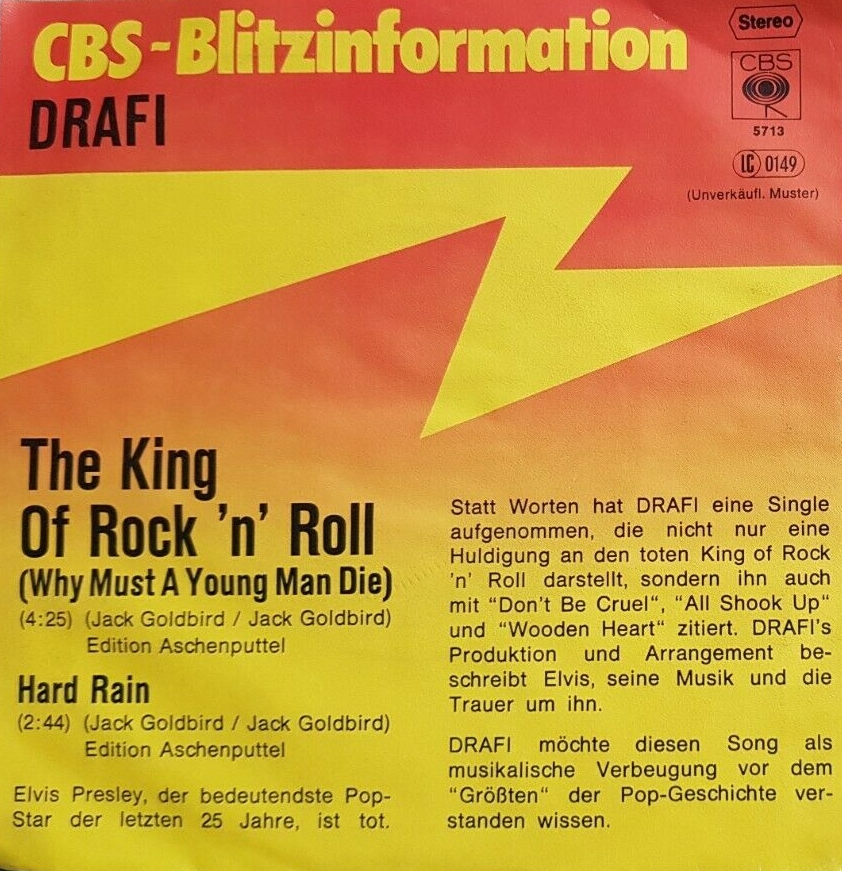 CBS-Blitzinformation
DRAFI
Stereo
CBS
5713
LC 0149
(Unverkäufl. Muster)
The King
Of Rock 'n' Roll
(Why Must A Young Man Die)
(4:25) (Jack Goldbird / Jack Goldbird)
Edition Aschenputtel
Hard Rain
(2:44) (Jack Goldbird / Jack Goldbird)
Edition Aschenputtel
Elvis Presley, der bedeutendste Pop-
Star der letzten 25 Jahre, ist tot.
Statt Worten hat DRAFI eine Single
aufgenommen, die nicht nur eine
Huldigung an den toten King of Rock
'n' Roll darstellt, sondern ihn auch
mit "Don't Be Cruel“, "All Shook Up“
und "Wooden Heart“ zitiert. DRAFI's
Produktion und Arrangement be-
schreibt Elvis, seine Musik und die
Trauer um ihn.
DRAFI möchte diesen Song als
musikalische Verbeugung vor dem
"Größten“ der Pop-Geschichte ver-
standen wissen.